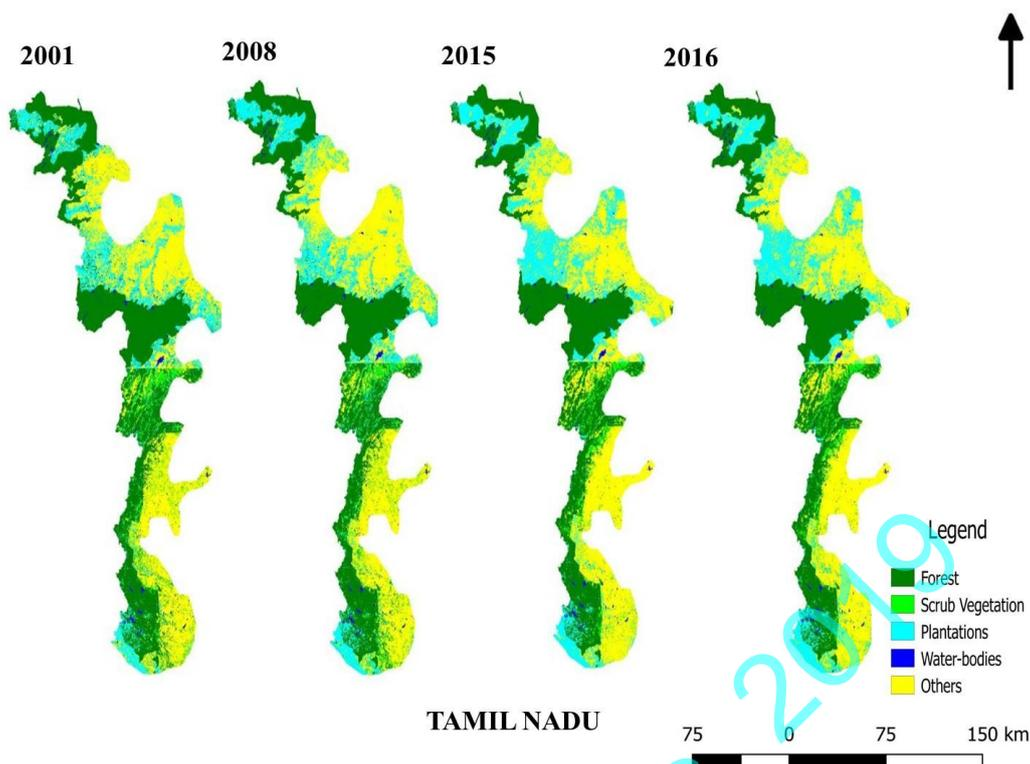 2001
2008
2015
2016
Legend
Forest
Scrub Vegetation
Plantations
Water-bodies
Others
2019
TAMIL NADU
75 0 75 150 km